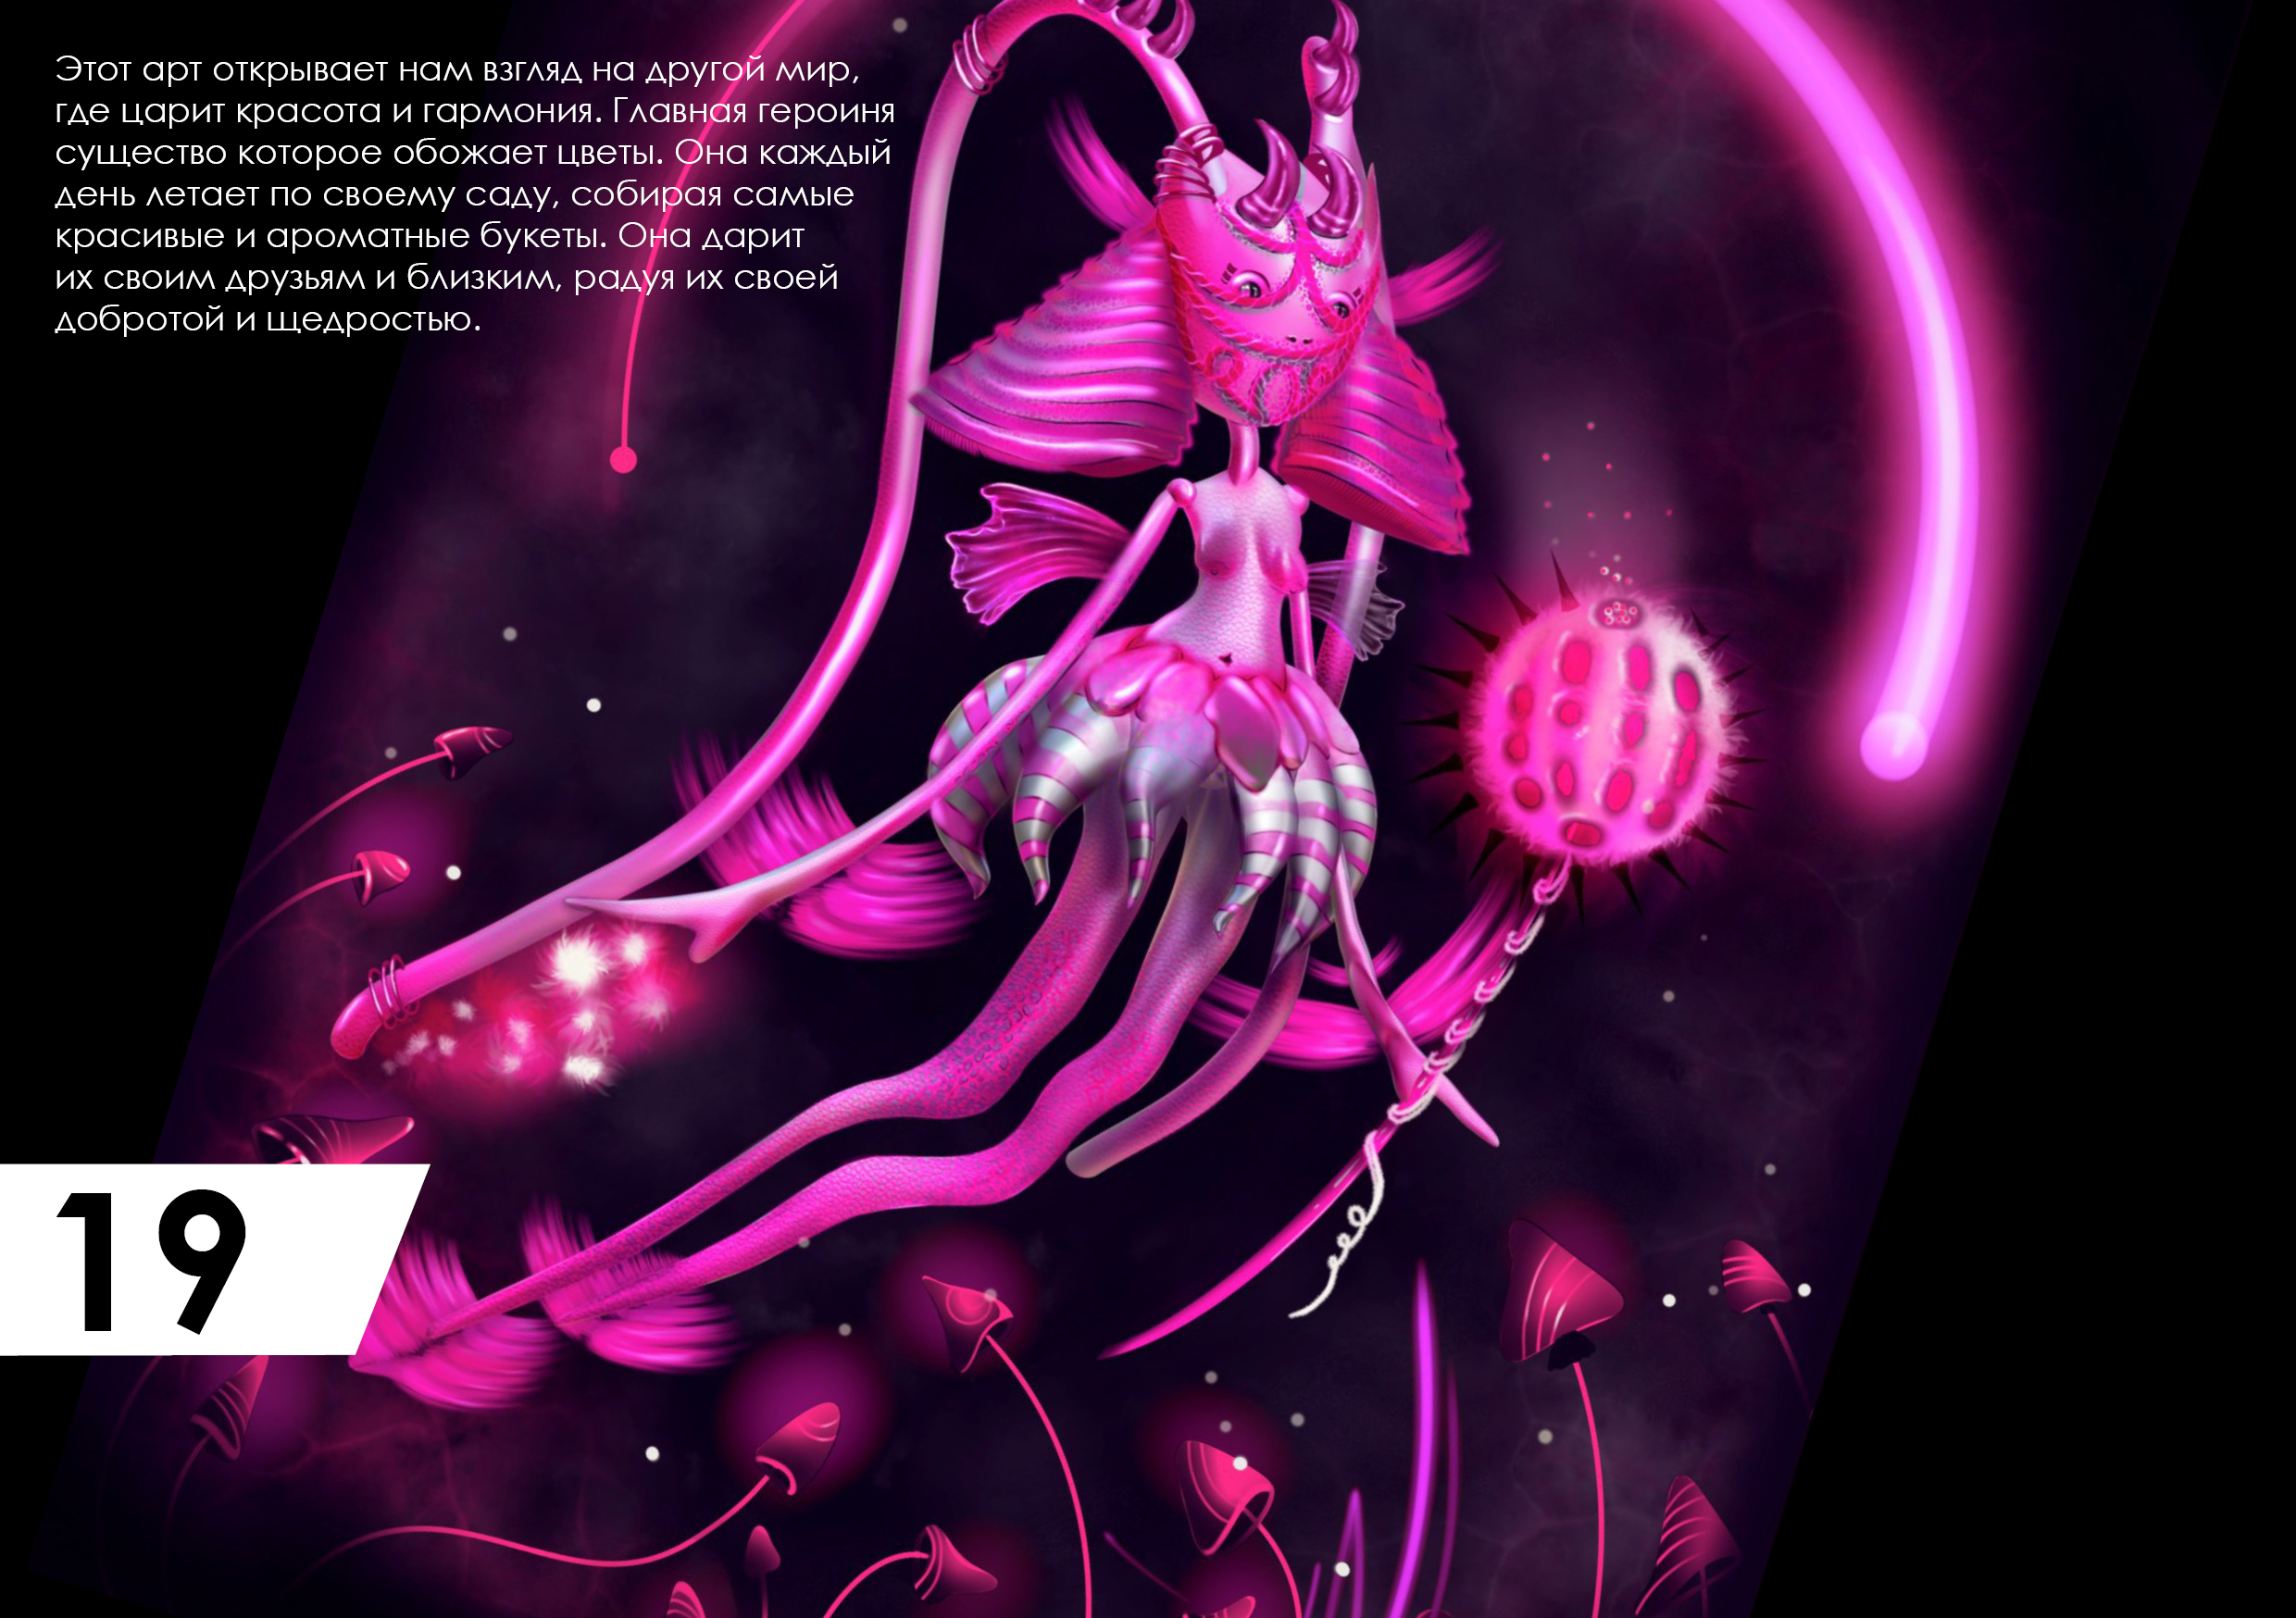 Этот арт открывает нам взгляд на другой мир,
где царит красота и гармония. Главная героиня
существо которое обожает цветы. Она каждый
день летает по своему саду, собирая самые
красивые и ароматные букеты. Она дарит
их своим друзьям и близким, радуя их своей
добротой и щедростью.
19